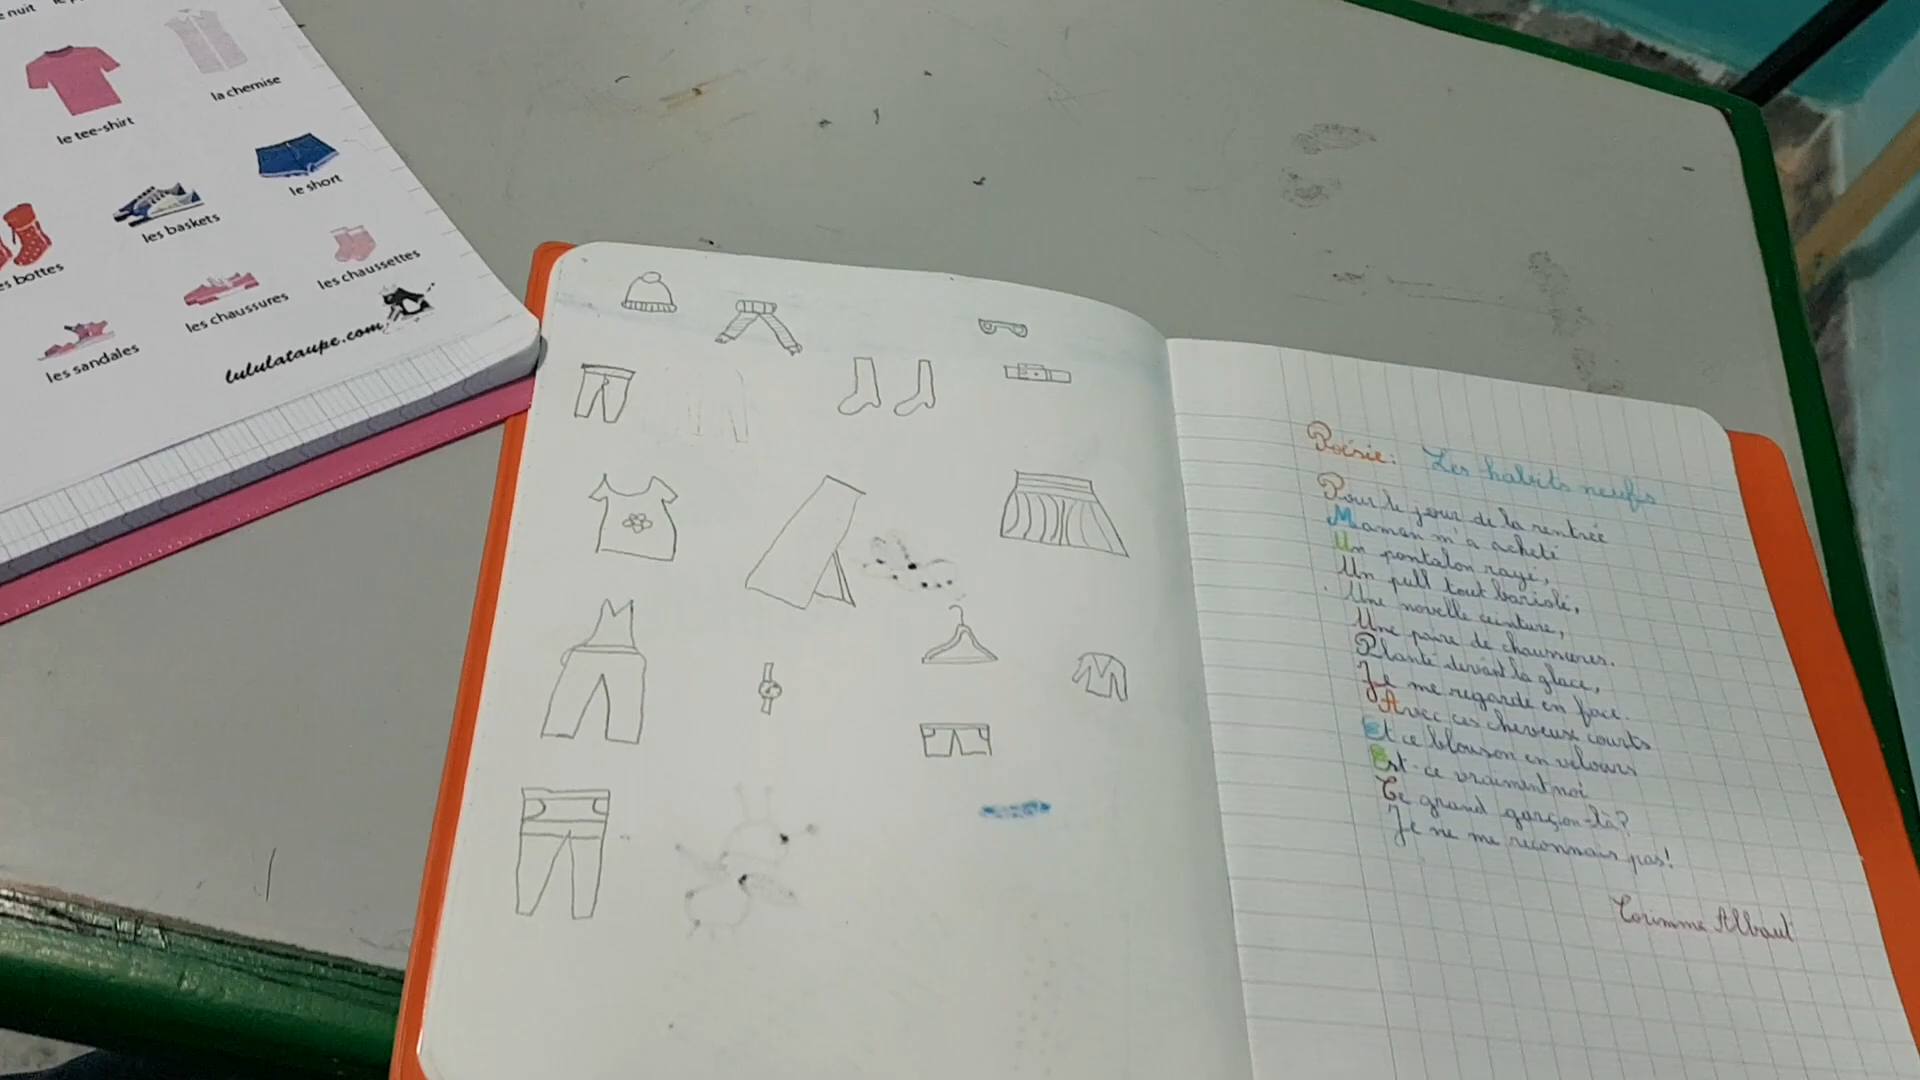 nuit
le tee-shirt
la chemise
le short
les baskets
bottes
les chaussettes
les chaussures
les sandales
lululataupe.com
Poésie: Les habits neufs
Pour le jour de la rentrée
Maman m'a acheté
Un pantalon rayé,
Un pull tout bariolé,
Une novelle ceinture,
Une paire de chaussures.
Planté devant la glace,
Je me regarde en face.
Avec ces cheveux courts
Et ce blouson en velours
Est-ce vraiment moi
Ce grand garçon-là?
Je ne me reconnais pas!
Corinne Albaut